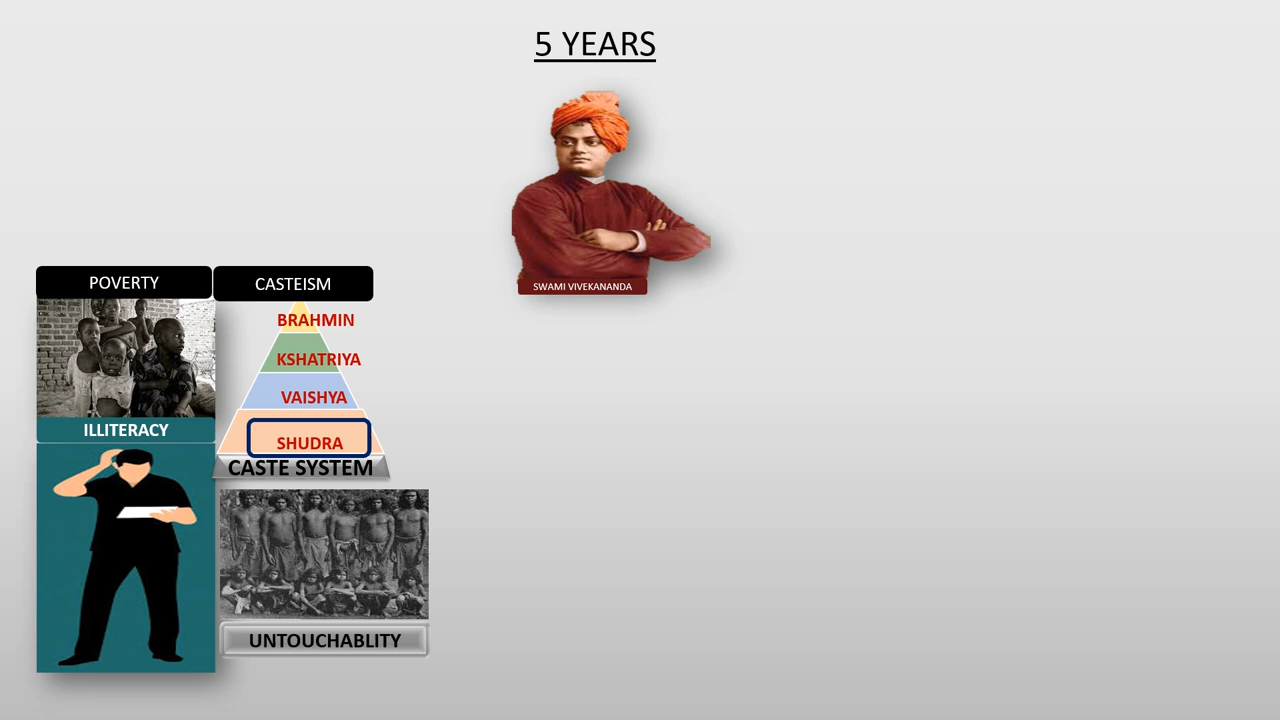 5 YEARS
SWAMI VIVEKANANDA
POVERTY
CASTEISM
BRAHMIN
KSHATRIYA
VAISHYA
ILLITERACY
SHUDRA
CASTE SYSTEM
UNTOUCHABLITY